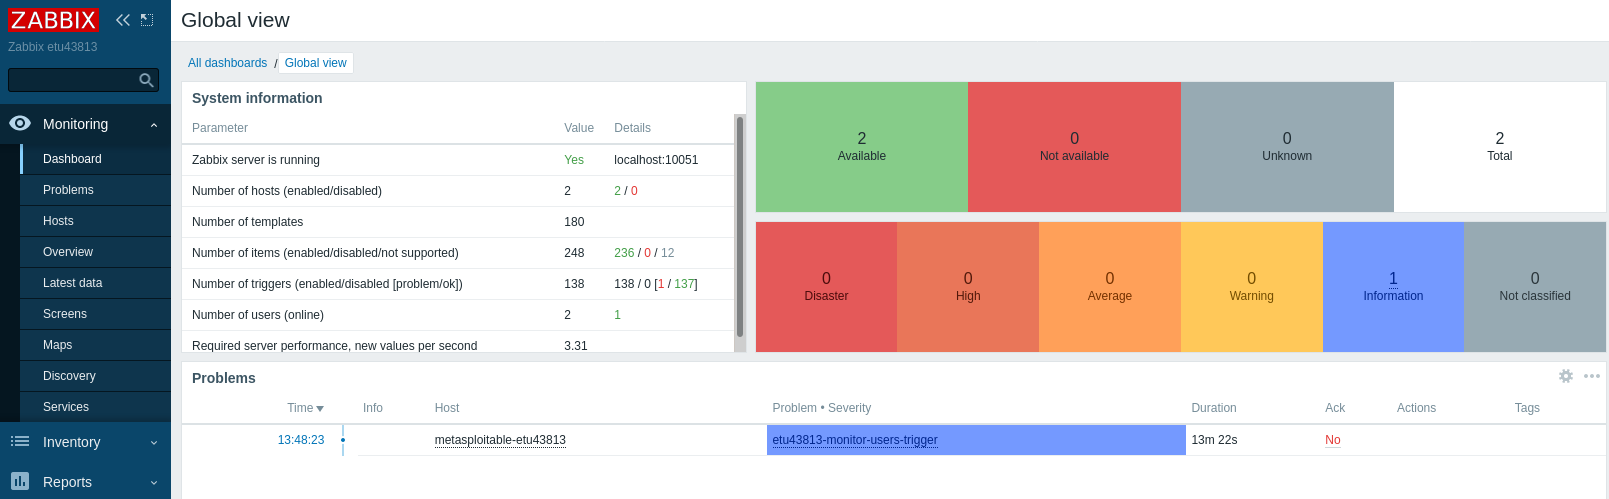 ZABBIX
Zabbix etu43813
Monitoring
Dashboard
Problems
Hosts
Overview
Latest data
Screens
Maps
Discovery
Services
Inventory
Reports
Global view
All dashboards / Global view
System information
Parameter Value Details
Zabbix server is running Yes localhost:10051
Number of hosts (enabled/disabled) 2 2 / 0
Number of templates 180
Number of items (enabled/disabled/not supported) 248 236 / 0 / 12
Number of triggers (enabled/disabled [problem/ok]) 138 138 / 0 [1 / 137]
Number of users (online) 2 1
Required server performance, new values per second 3.31
2 0 0 2
Available Not available Unknown Total
0 0 0 0 1 0
Disaster High Average Warning Information Not classified
Problems
Time Info Host Problem • Severity Duration Ack Actions Tags
13:48:23 metasploitable-etu43813 etu43813-monitor-users-trigger 13m 22s No